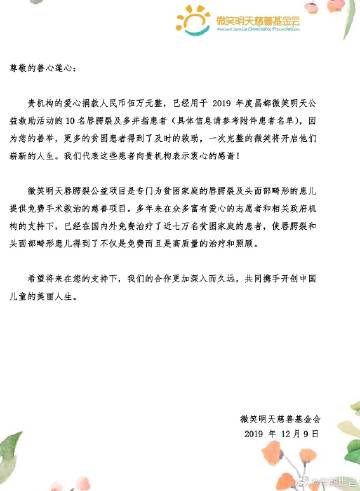 微笑明天慈善基金会
尊敬的善心莲心：
贵机构的爱心捐款人民币伍万元整，已经用于 2019 年度昌都微笑明天公
益救助活动的 10 名唇腭裂及多并指患者（具体信息请参考附件患者名单），因
为您的善举，更多的贫困患者得到了及时的救助，一次完整的微笑将开启他们
崭新的人生。我们代表这些患者向贵机构表示衷心的感谢！
微笑明天唇腭裂公益项目是专门为贫困家庭的唇腭裂及头面部畸形的患儿
提供免费手术救治的慈善项目。多年来在众多富有爱心的志愿者和相关政府机
构的支持下，已经在国内外免费治疗了近七万名贫困家庭的患者，使唇腭裂和
头面部畸形患儿得到了不仅是免费而且是高质量的治疗和照顾。
希望将来在您的支持下，我们的合作更加深入而久远，共同携手开创中国
儿童的美丽人生。
微笑明天慈善基金会
2019 年 12 月 9 日